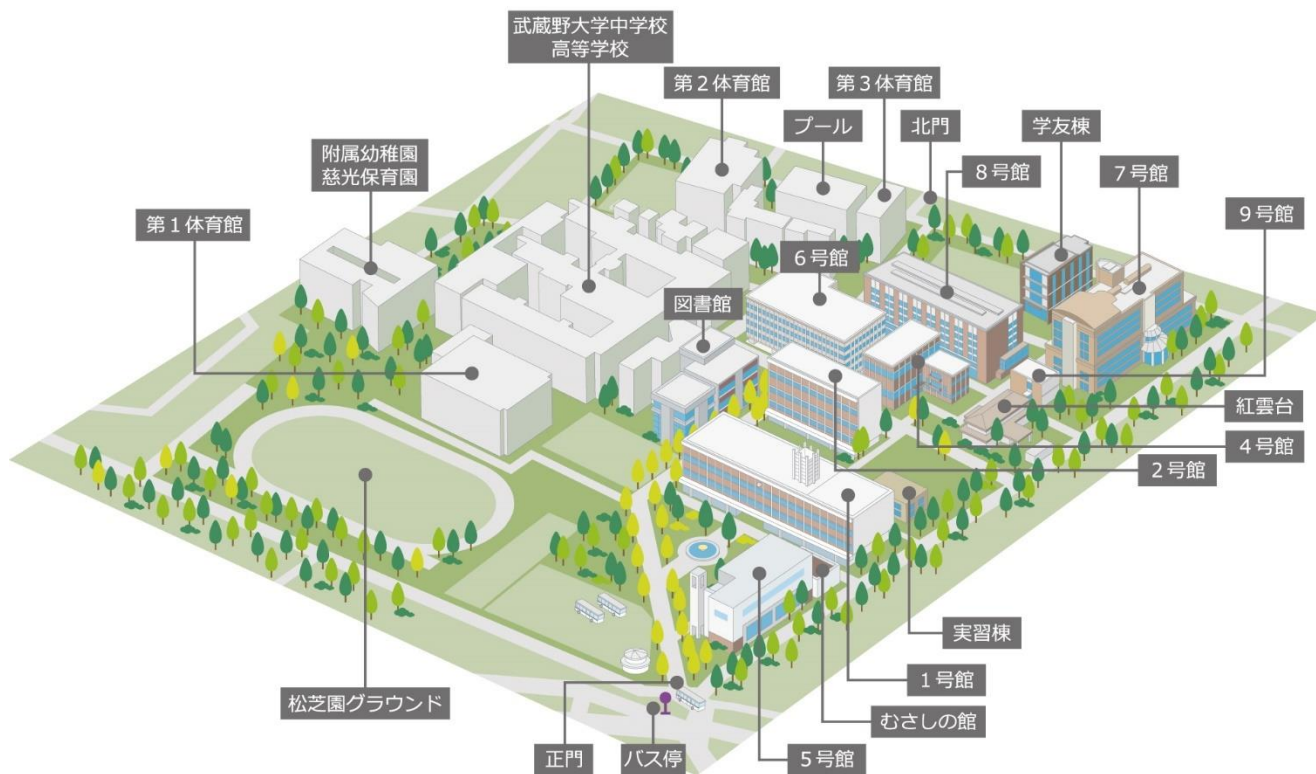 武蔵野大学中学校
高等学校
第２体育館
第３体育館
プール
北門
学友棟
附属幼稚園
慈光保育園
８号館
７号館
第１体育館
９号館
６号館
図書館
紅雲台
４号館
２号館
実習棟
１号館
松芝園グラウンド
むさしの館
正門
バス停
５号館